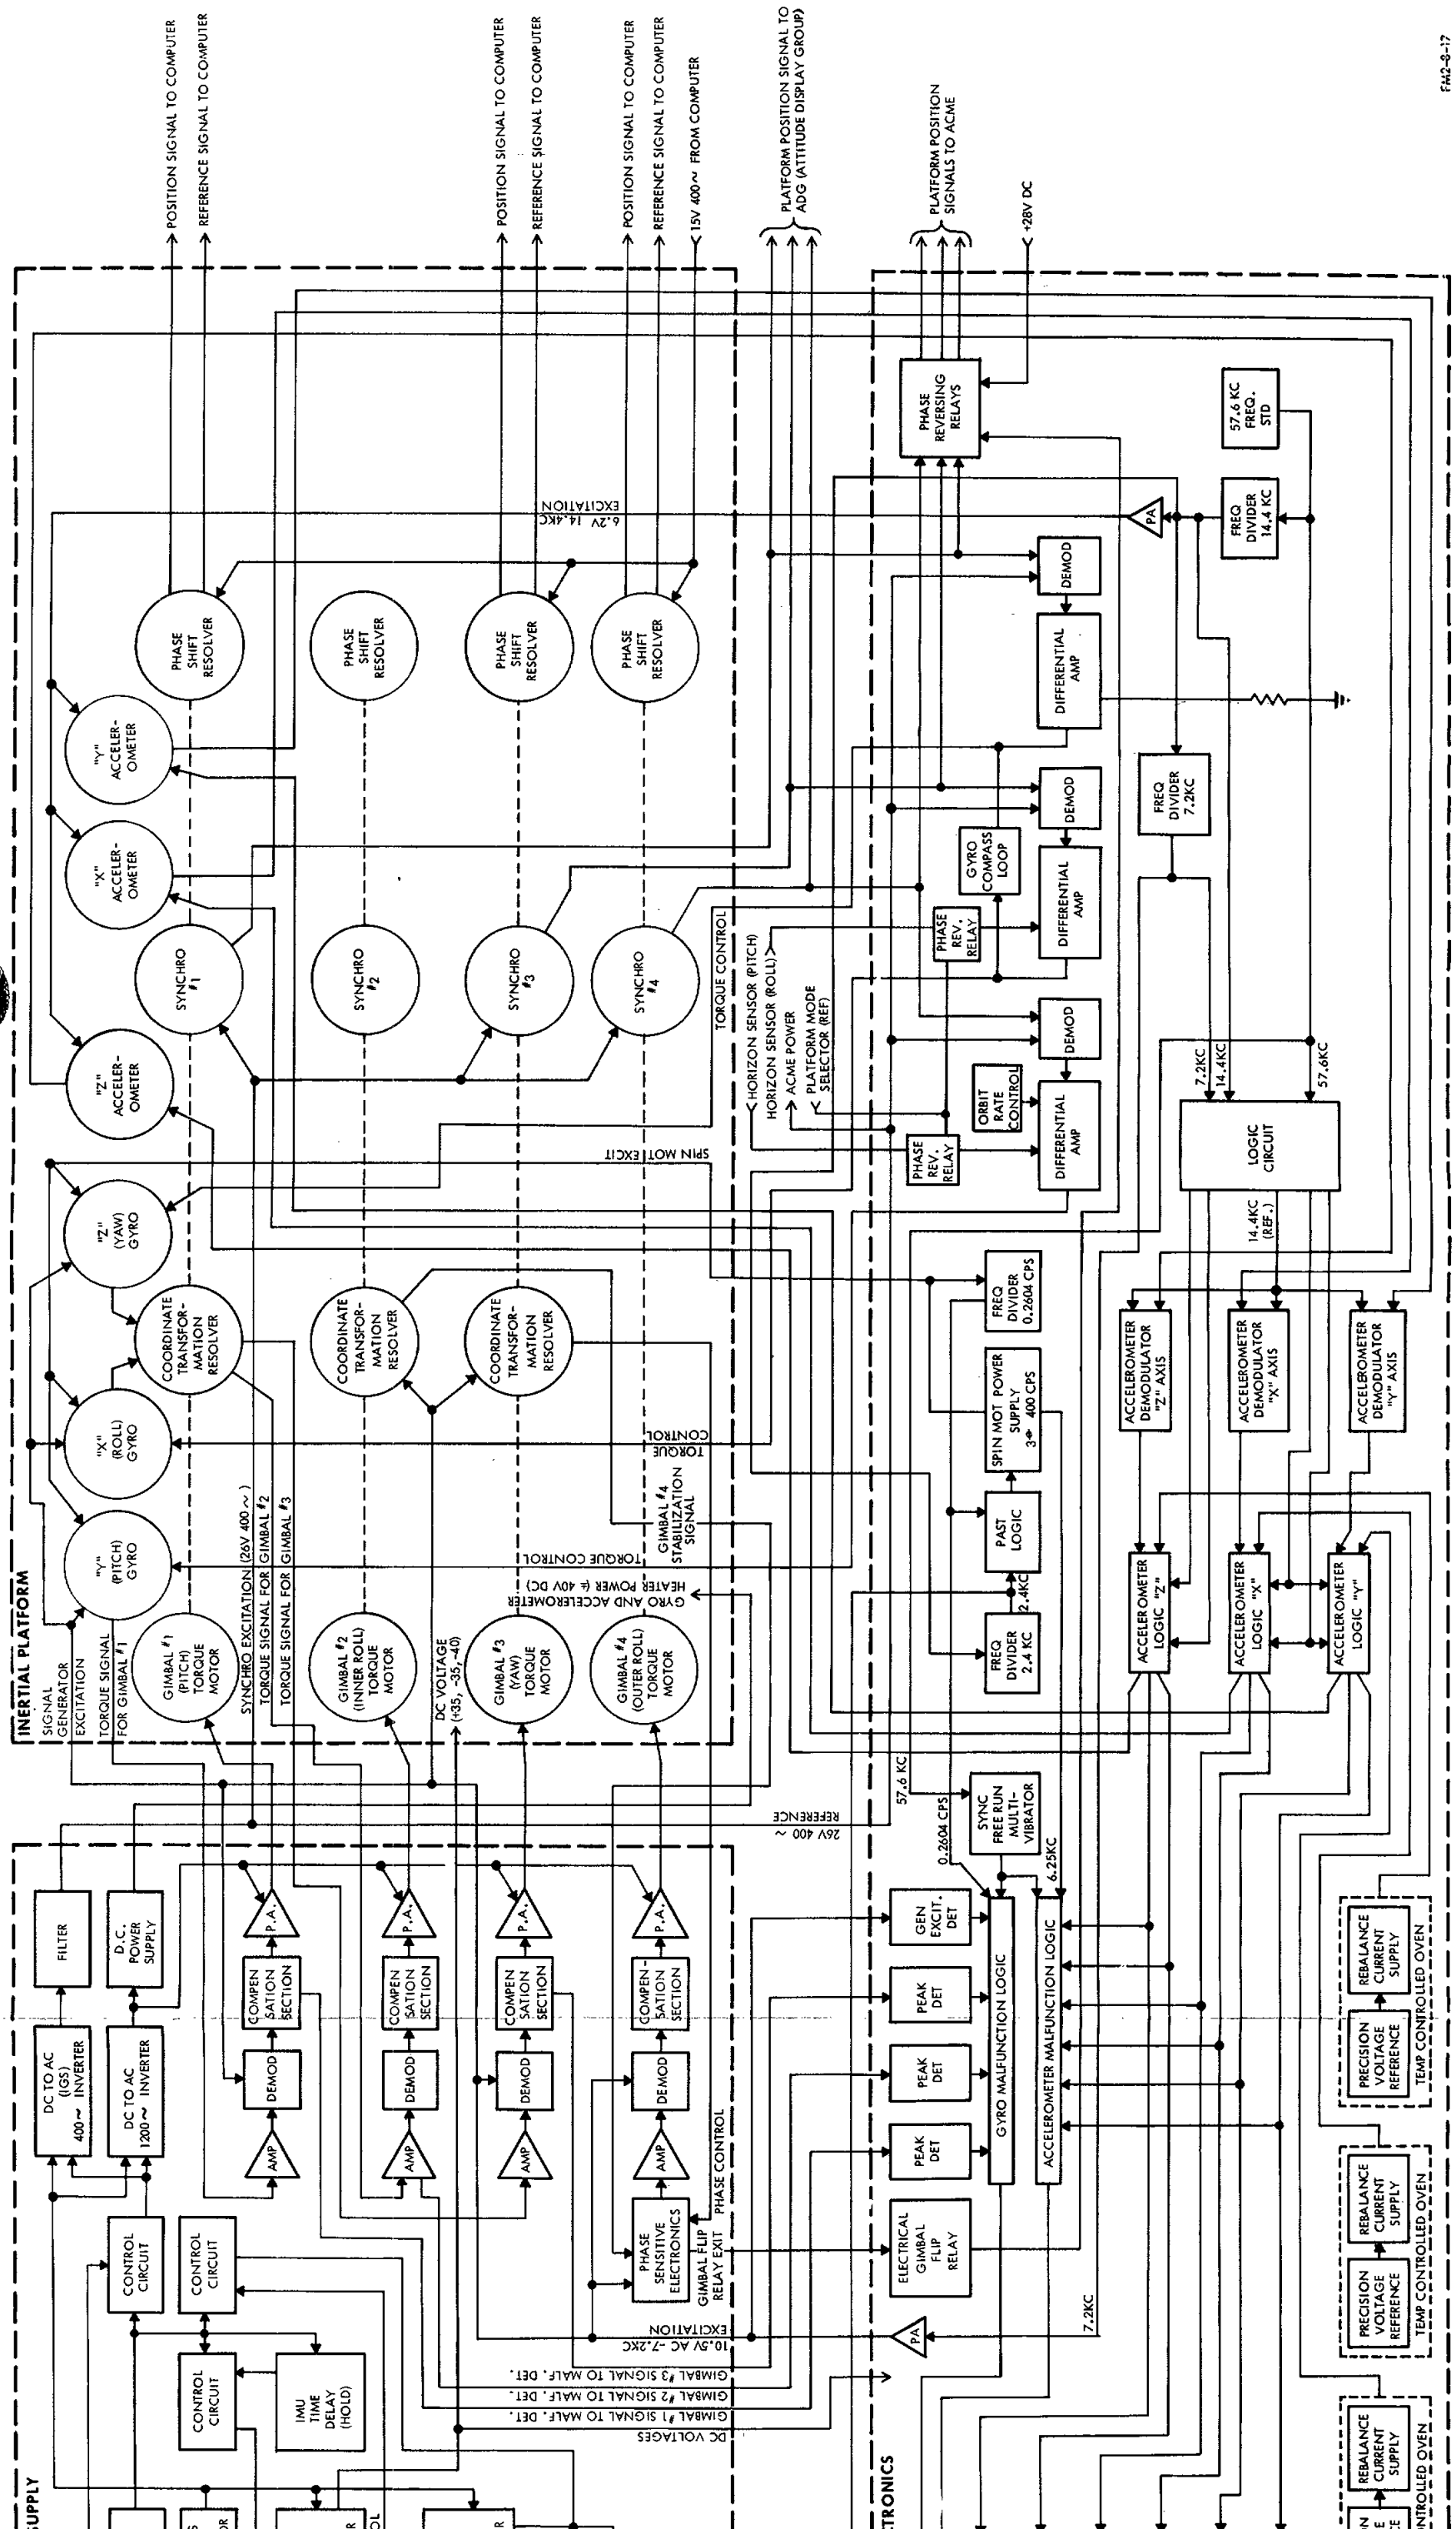 INERTIAL PLATFORM
SIGNAL
GENERATOR
EXCITATION
TORQUE SIGNAL
FOR GIMBAL #1
"Y"
(PITCH)
GYRO
"X"
(ROLL)
GYRO
"Z"
(YAW)
GYRO
"Z"
ACCELER-
OMETER
"X"
ACCELER-
OMETER
"Y"
ACCELER-
OMETER
GIMBAL #1
(PITCH)
TORQUE
MOTOR
COORDINATE
TRANSFOR-
MATION
RESOLVER
SYNCHRO
#1
PHASE
SHIFT
RESOLVER
POSITION SIGNAL TO COMPUTER
REFERENCE SIGNAL TO COMPUTER
SYNCHRO EXCITATION (26V 400 ~)
TORQUE SIGNAL FOR GIMBAL #2
TORQUE SIGNAL FOR GIMBAL #3
GIMBAL #2
(INNER ROLL)
TORQUE
MOTOR
COORDINATE
TRANSFOR-
MATION
RESOLVER
SYNCHRO
#2
PHASE
SHIFT
RESOLVER
DC VOLTAGE
(+35, -35,-40)
GIMBAL #3
(YAW)
TORQUE
MOTOR
COORDINATE
TRANSFOR-
MATION
RESOLVER
SYNCHRO
#3
PHASE
SHIFT
RESOLVER
POSITION SIGNAL TO COMPUTER
REFERENCE SIGNAL TO COMPUTER
GIMBAL #4
(OUTER ROLL)
TORQUE
MOTOR
SYNCHRO
#4
PHASE
SHIFT
RESOLVER
POSITION SIGNAL TO COMPUTER
REFERENCE SIGNAL TO COMPUTER
15V 400~ FROM COMPUTER
GYRO AND ACCELEROMETER
HEATER POWER (± 40V DC)
TORQUE CONTROL
GIMBAL #4
STABILIZATION
SIGNAL
TORQUE
CONTROL
SPIN MOT EXCIT
TORQUE CONTROL
6.2V 14.4KC
EXCITATION
PLATFORM POSITION SIGNAL TO
ADG (ATTITUDE DISPLAY GROUP)
SUPPLY
CONTROL
CIRCUIT
CONTROL
CIRCUIT
CONTROL
CIRCUIT
IMU
TIME
DELAY
(HOLD)
DC TO AC
(IGS)
400~ INVERTER
FILTER
DC TO AC
1200~ INVERTER
D.C.
POWER
SUPPLY
AMP
DEMOD
COMPEN
SATION
SECTION
P.A.
AMP
DEMOD
COMPEN
SATION
SECTION
P.A.
AMP
DEMOD
COMPEN
SATION
SECTION
P.A.
PHASE
SENSITIVE
ELECTRONICS
AMP
DEMOD
COMPEN-
SATION
SECTION
P.A.
GIMBAL FLIP
RELAY EXIT
PHASE CONTROL
DC VOLTAGES
GIMBAL #1 SIGNAL TO MALF. DET.
GIMBAL #2 SIGNAL TO MALF. DET.
GIMBAL #3 SIGNAL TO MALF. DET.
10.5V AC -7.2KC
EXCITATION
26V 400 ~
REFERENCE
HORIZON SENSOR (PITCH)
HORIZON SENSOR (ROLL)
ACME POWER
PLATFORM MODE
SELECTOR (REF)
TRONICS
PA
7.2KC
ELECTRICAL
GIMBAL
FLIP
RELAY
PEAK
DET
PEAK
DET
PEAK
DET
GEN
EXCIT.
DET
GYRO MALFUNCTION LOGIC
ACCELEROMETER MALFUNCTION LOGIC
57.6 KC
0.2604 CPS
SYNC
FREE RUN
MULTI-
VIBRATOR
6.25KC
FREQ
DIVIDER
2.4 KC
2.4KC
PAST
LOGIC
SPIN MOT POWER
SUPPLY
3Φ 400 CPS
FREQ
DIVIDER
0.2604 CPS
PHASE
REV.
RELAY
ORBIT
RATE
CONTROL
DIFFERENTIAL
AMP
DEMOD
PHASE
REV.
RELAY
GYRO
COMPASS
LOOP
DIFFERENTIAL
AMP
DEMOD
DIFFERENTIAL
AMP
DEMOD
PHASE
REVERSING
RELAYS
PLATFORM POSITION
SIGNALS TO ACME
+28V DC
PA
FREQ
DIVIDER
14.4 KC
57.6 KC
FREQ.
STD
FREQ
DIVIDER
7.2KC
7.2KC
14.4KC
57.6KC
LOGIC
CIRCUIT
14.4KC
(REF.)
ACCELEROMETER
DEMODULATOR
"Z" AXIS
ACCELEROMETER
DEMODULATOR
"X" AXIS
ACCELEROMETER
DEMODULATOR
"Y" AXIS
ACCELEROMETER
LOGIC "Z"
ACCELEROMETER
LOGIC "X"
ACCELEROMETER
LOGIC "Y"
PRECISION
VOLTAGE
REFERENCE
REBALANCE
CURRENT
SUPPLY
TEMP CONTROLLED OVEN
PRECISION
VOLTAGE
REFERENCE
REBALANCE
CURRENT
SUPPLY
TEMP CONTROLLED OVEN
REBALANCE
CURRENT
SUPPLY
NTROLLED OVEN
FM2-8-17